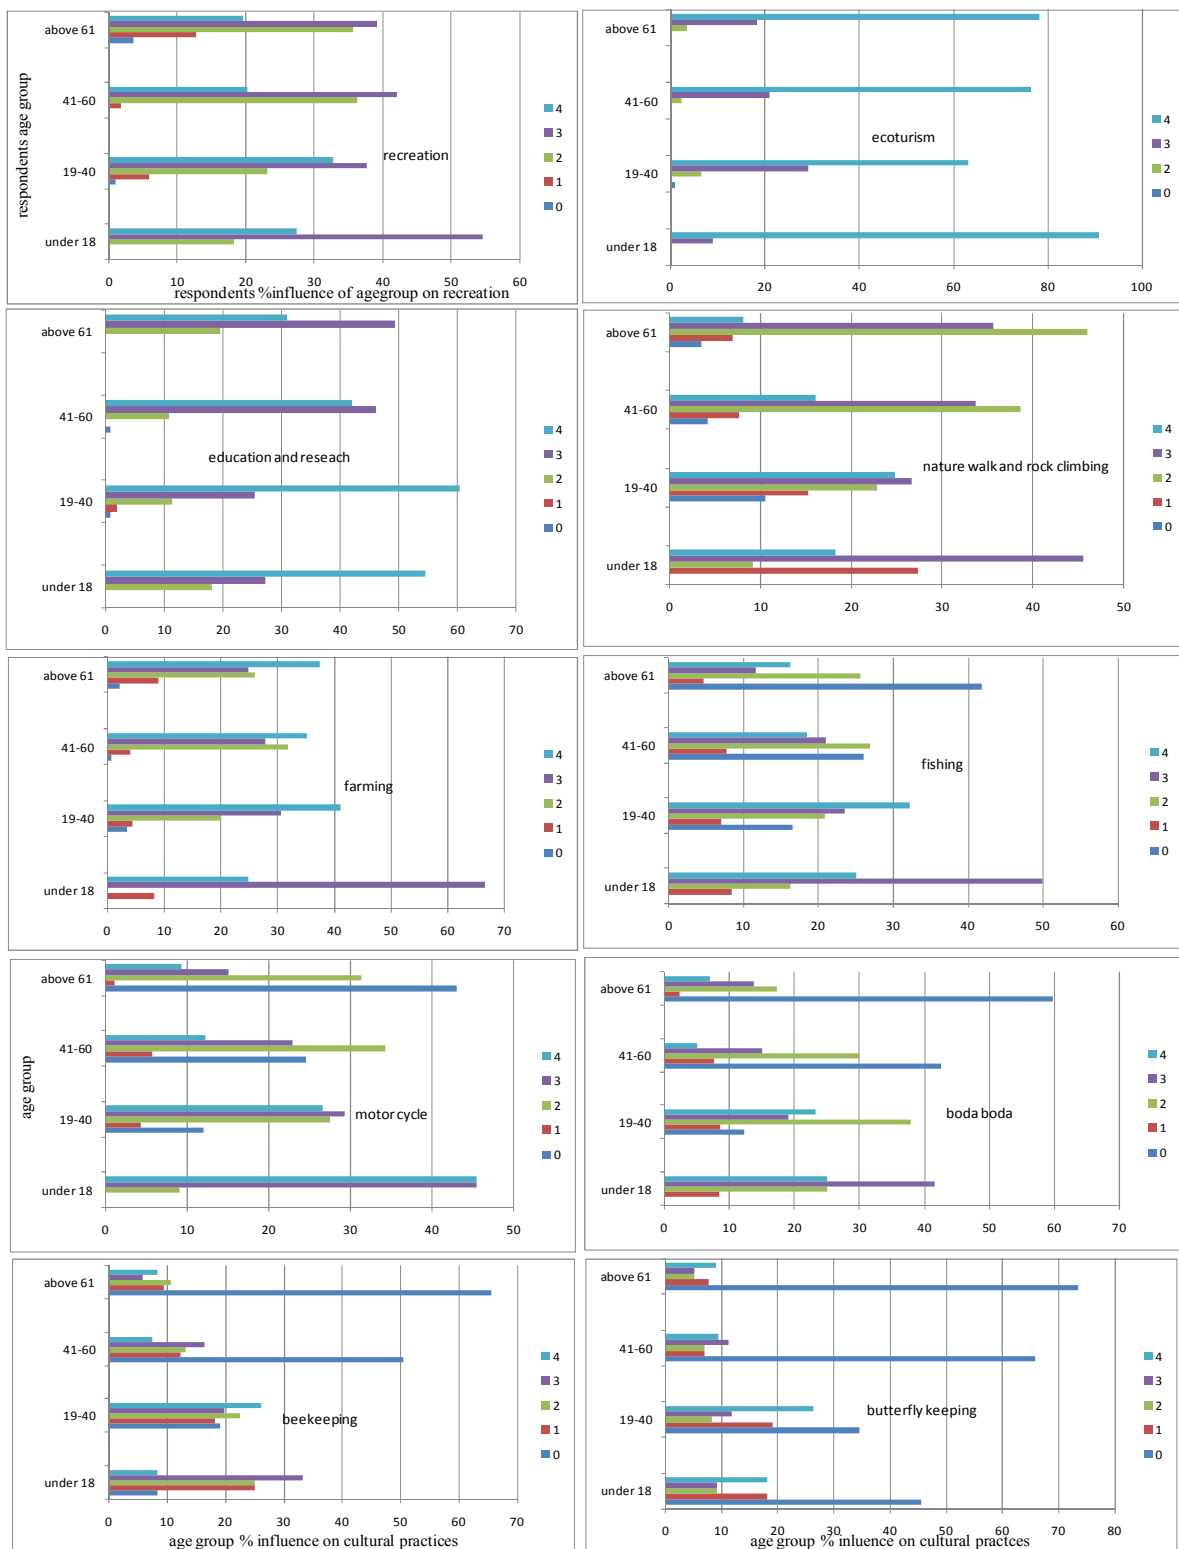 above 61
41-60
19-40
under 18
respondents age group
recreation
4
3
2
1
0
0 10 20 30 40 50 60
respondents %influence of agegroup on recreation
above 61
41-60
19-40
under 18
ecoturism
4
3
2
1
0
0 20 40 60 80 100
above 61
41-60
19-40
under 18
education and reseach
4
3
2
1
0
0 10 20 30 40 50 60 70
above 61
41-60
19-40
under 18
nature walk and rock climbing
4
3
2
1
0
0 10 20 30 40 50
above 61
41-60
19-40
under 18
farming
4
3
2
1
0
0 10 20 30 40 50 60 70
above 61
41-60
19-40
under 18
fishing
4
3
2
1
0
0 10 20 30 40 50 60
above 61
41-60
19-40
under 18
age group
motor cycle
4
3
2
1
0
0 10 20 30 40 50
above 61
41-60
19-40
under 18
boda boda
4
3
2
1
0
0 10 20 30 40 50 60 70
above 61
41-60
19-40
under 18
beekeeping
4
3
2
1
0
0 10 20 30 40 50 60 70
age group % influence on cultural practices
above 61
41-60
19-40
under 18
butterfly keeping
4
3
2
1
0
0 10 20 30 40 50 60 70 80
age group % inluence on cultural practices